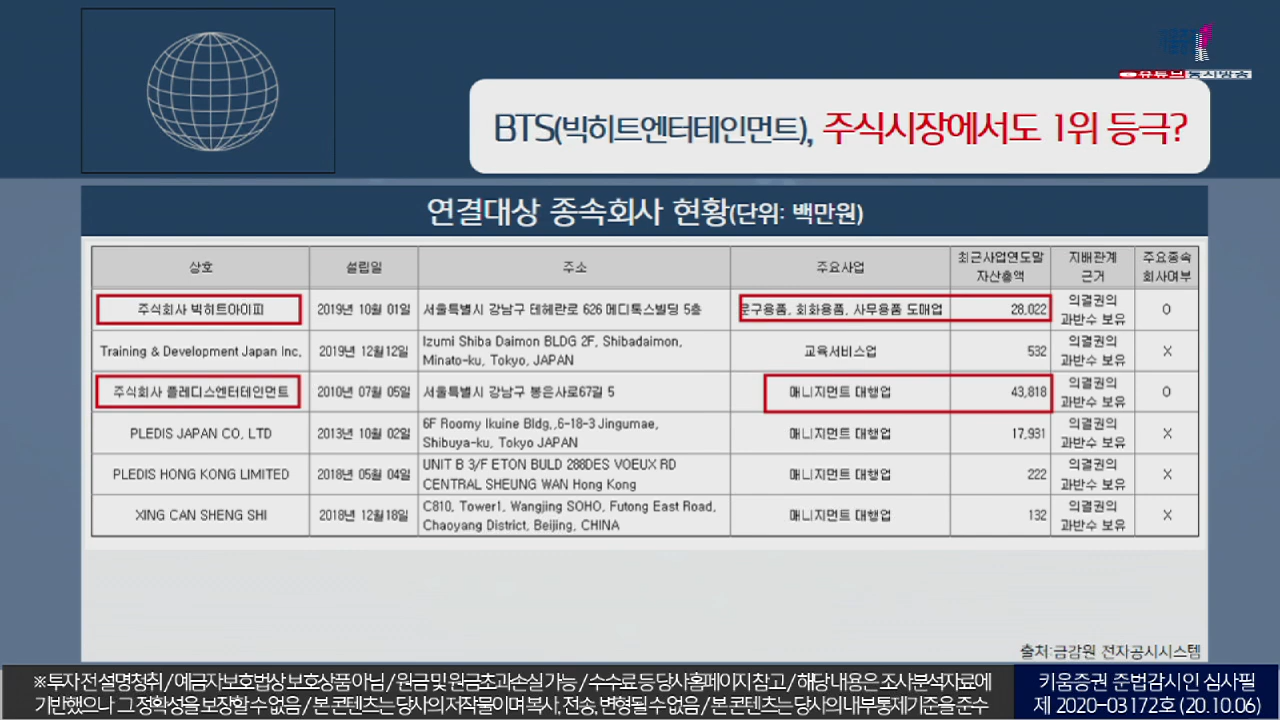 BTS(빅히트엔터테인먼트), 주식시장에서도 1위 등극?
연결대상 종속회사 현황(단위: 백만원)
상호 설립일 주소 주요사업 최근사업연도말 자산총액 지배관계 근거 주요종속 회사여부
주식회사 빅히트아이피 2019년 10월 01일 서울특별시 강남구 테헤란로 626 메디톡스빌딩 5층 문구용품, 회화용품, 사무용품 도매업 28,022 의결권의 과반수 보유 O
Training & Development Japan Inc. 2019년 12월12일 Izumi Shiba Daimon BLDG 2F, Shibadaimon, Minato-ku, Tokyo, JAPAN 교육서비스업 532 의결권의 과반수 보유 X
주식회사 플레디스엔터테인먼트 2010년 07월 05일 서울특별시 강남구 봉은사로67길 5 매니지먼트 대행업 43,818 의결권의 과반수 보유 O
PLEDIS JAPAN CO, LTD 2013년 10월 02일 6F Roomy Ikuine Bldg,,6-18-3 Jingumae, Shibuya-ku, Tokyo JAPAN 매니지먼트 대행업 17,931 의결권의 과반수 보유 X
PLEDIS HONG KONG LIMITED 2018년 05월 04일 UNIT B 3/F ETON BULD 288DES VOEUX RD CENTRAL SHEUNG WAN Hong Kong 매니지먼트 대행업 222 의결권의 과반수 보유 X
XING CAN SHENG SHI 2018년 12월18일 C810, Tower1, Wangjing SOHO, Futong East Road, Chaoyang District, Beijing, CHINA 매니지먼트 대행업 132 의결권의 과반수 보유 X
출처:금감원 전자공시시스템
※ 투자 전 설명청취 / 예금자보호법상 보호상품 아님 / 원금 및 원금초과손실 가능 / 수수료 등 당사홈페이지 참고 / 해당 내용은 조사분석자료에
기반했으나 그 정확성을 보장할 수 없음 / 본 콘텐츠는 당사의 저작물이며 복사, 전송, 변형될 수 없음 / 본 콘텐츠는 당사의 내부통제기준을 준수
키움증권 준법감시인 심사필
제 2020-03172호 (20.10.06)